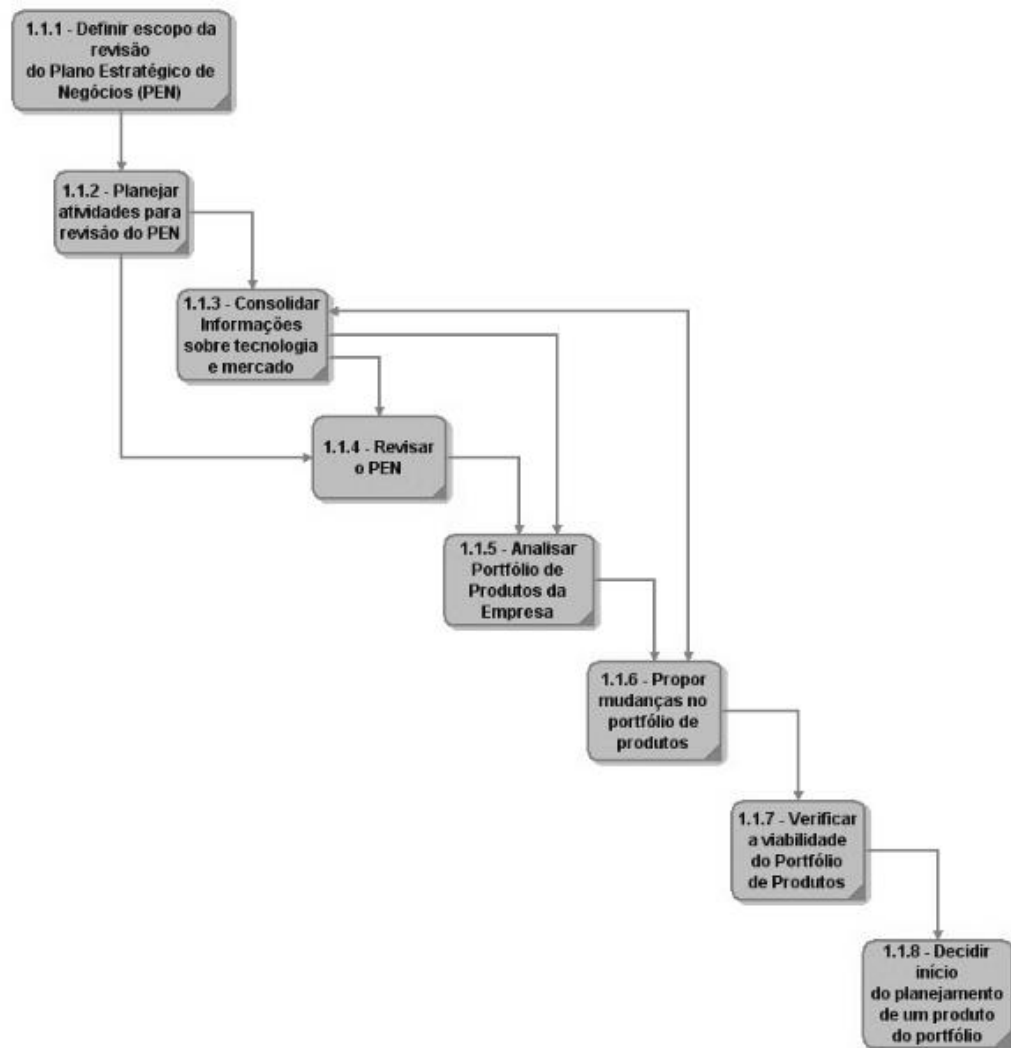 1.1.1 - Definir escopo da
revisão
do Plano Estratégico de
Negócios (PEN)
1.1.2 - Planejar
atividades para
revisão do PEN
1.1.3 - Consolidar
Informações
sobre tecnologia
e mercado
1.1.4 - Revisar
o PEN
1.1.5 - Analisar
Portfólio de
Produtos da
Empresa
1.1.6 - Propor
mudanças no
portfólio de
produtos
1.1.7 - Verificar
a viabilidade
do Portfólio
de Produtos
1.1.8 - Decidir
início
do planejamento
de um produto
do portfólio